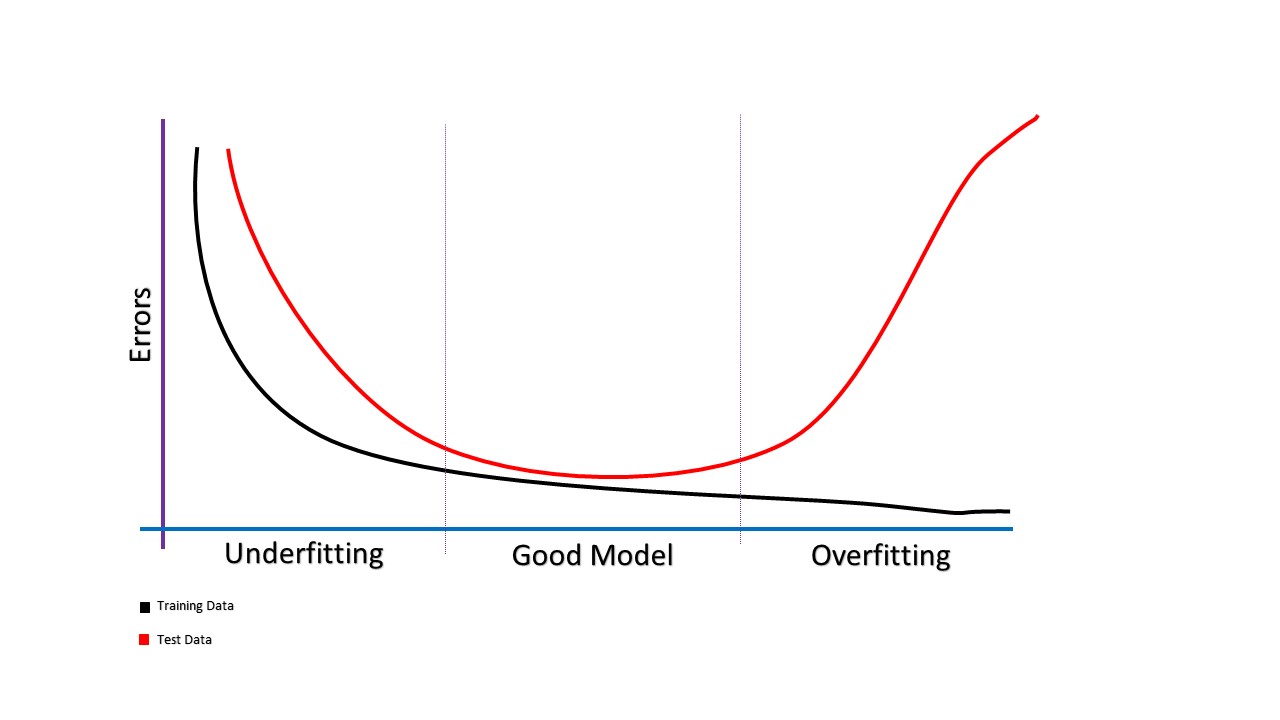 Errors
Underfitting
Good Model
Overfitting
Training Data
Test Data